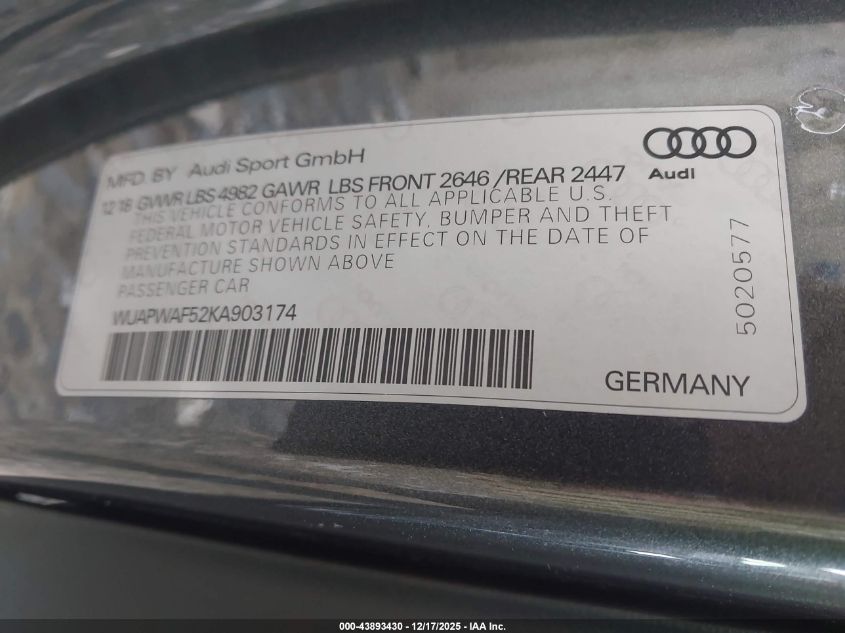 MFD. BY Audi Sport GmbH
12 18 GVWR LBS 4982 GAWR LBS FRONT 2646 /REAR 2447
THIS VEHICLE CONFORMS TO ALL APPLICABLE U.S.
FEDERAL MOTOR VEHICLE SAFETY, BUMPER AND THEFT
PREVENTION STANDARDS IN EFFECT ON THE DATE OF
MANUFACTURE SHOWN ABOVE
PASSENGER CAR
WUAPWAF52KA903174
Audi
5020577
GERMANY
000-43893430 - 12/17/2025 - IAA Inc.